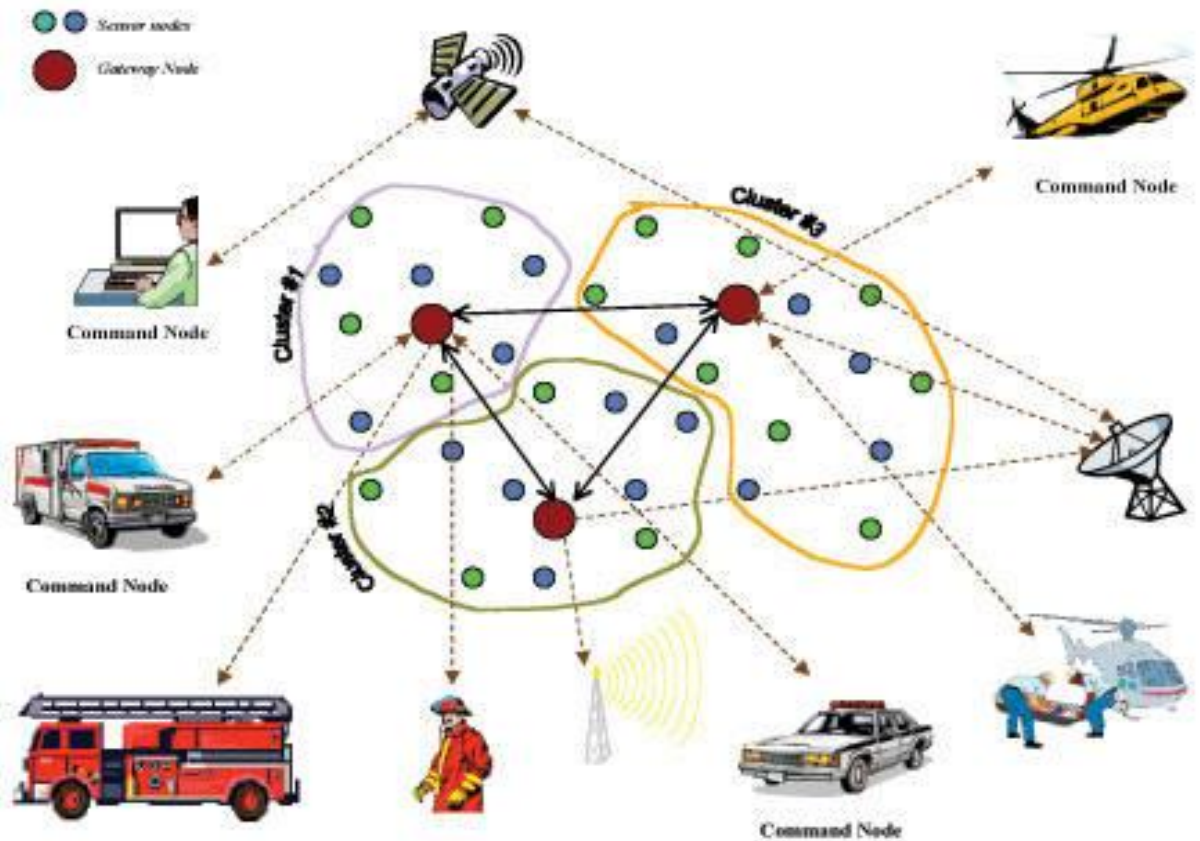 Sensor nodes
Gateway Node
Command Node
Cluster #3
Cluster #1
Command Node
Cluster #2
Command Node
Command Node